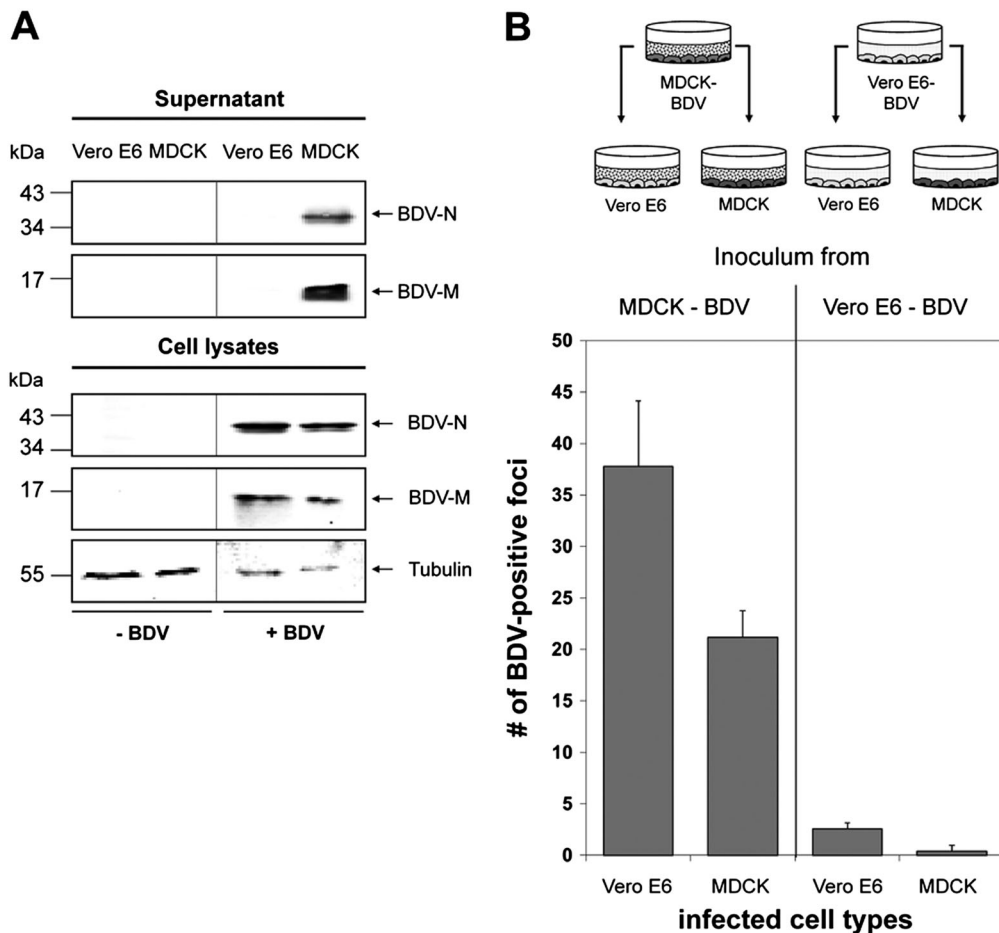 A
Supernatant
kDa
Vero E6 MDCK Vero E6 MDCK
43
34
BDV-N
17
BDV-M
Cell lysates
kDa
43
34
BDV-N
17
BDV-M
55
Tubulin
- BDV + BDV
B
MDCK-
BDV
Vero E6-
BDV
Vero E6 MDCK Vero E6 MDCK
Inoculum from
MDCK - BDV Vero E6 - BDV
# of BDV-positive foci
50
45
40
35
30
25
20
15
10
5
0
Vero E6 MDCK Vero E6 MDCK
infected cell types